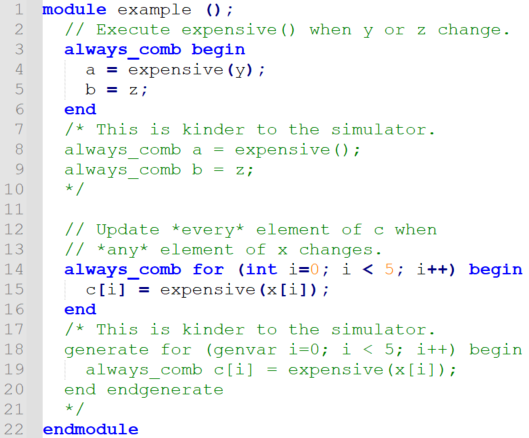 1 module example ();
2   // Execute expensive() when y or z change.
3   always_comb begin
4     a = expensive(y);
5     b = z;
6   end
7   /* This is kinder to the simulator.
8   always_comb a = expensive();
9   always_comb b = z;
10   */
11
12   // Update *every* element of c when
13   // *any* element of x changes.
14   always_comb for (int i=0; i < 5; i++) begin
15     c[i] = expensive(x[i]);
16   end
17   /* This is kinder to the simulator.
18   generate for (genvar i=0; i < 5; i++) begin
19     always_comb c[i] = expensive(x[i]);
20   end endgenerate
21   */
22 endmodule